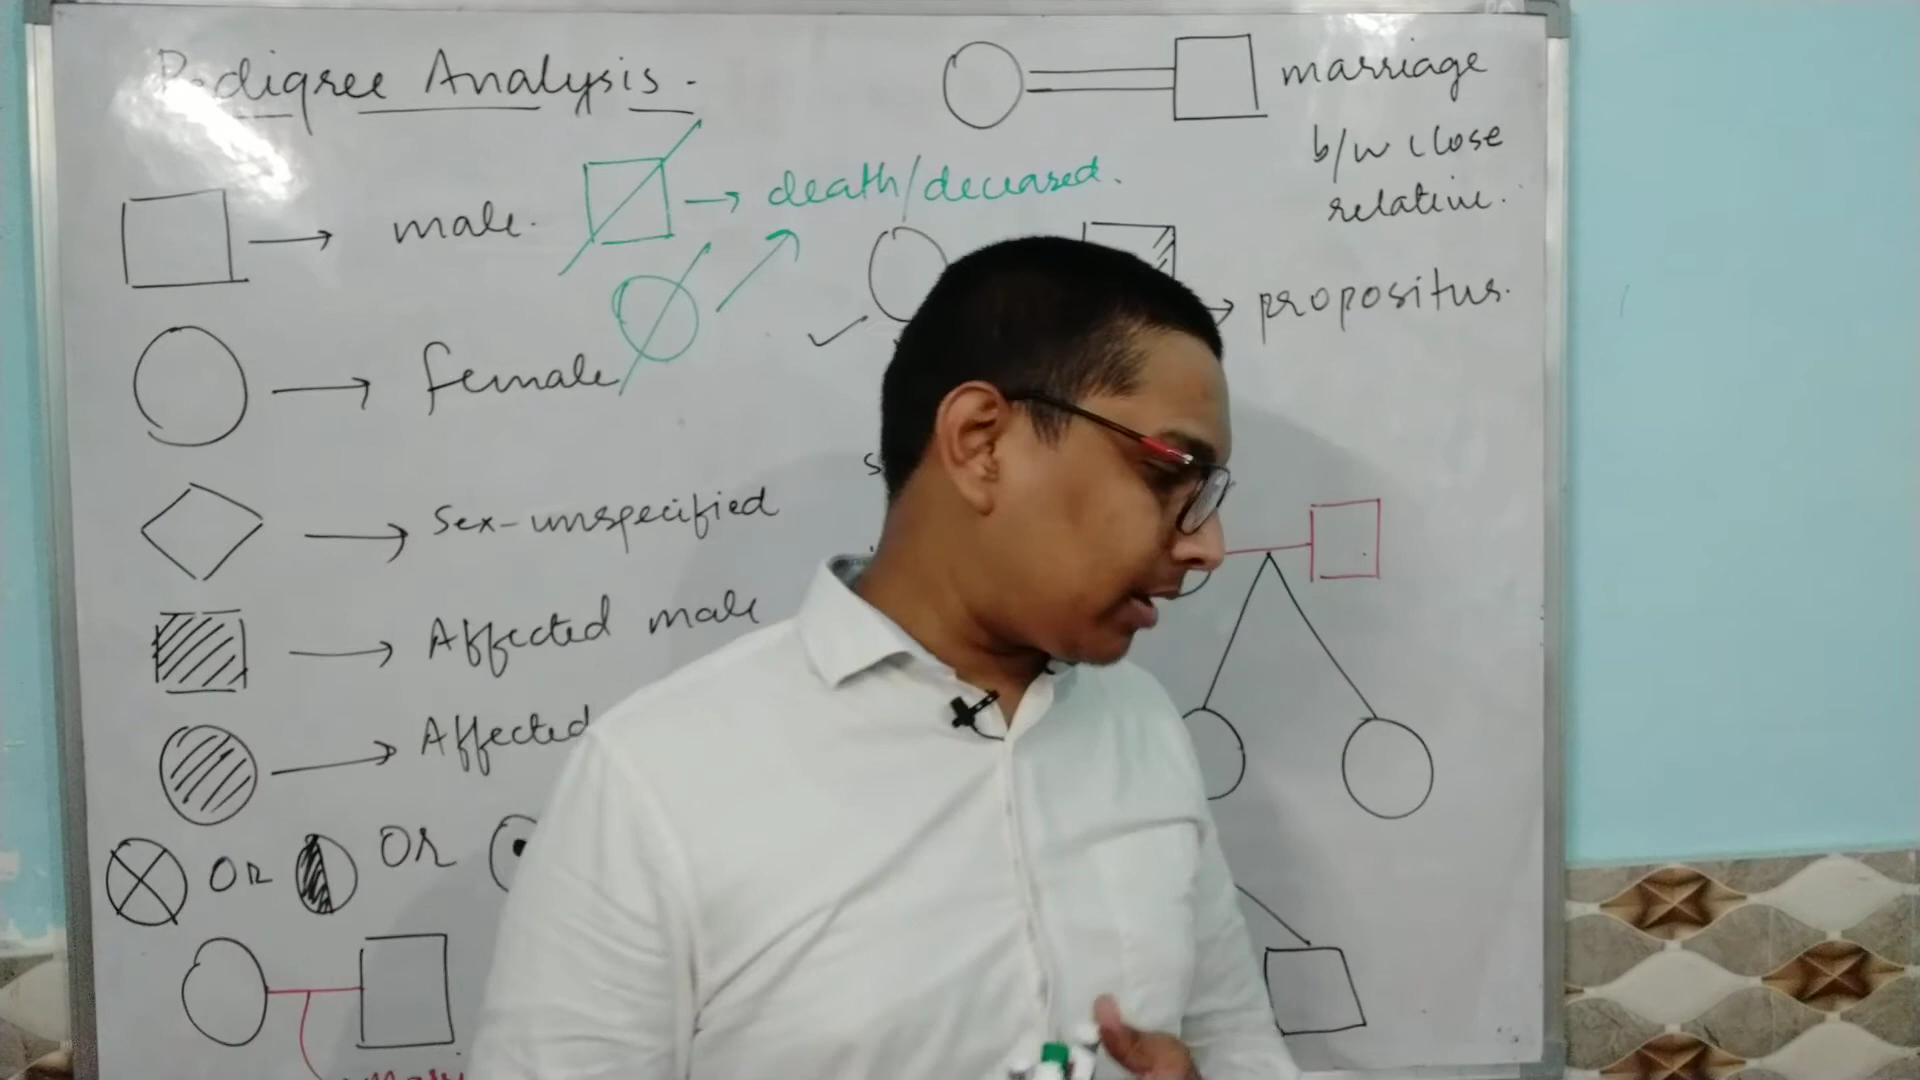 Pedigree Analysis -
marriage
b/w close
relative.
male.
death/deceased.
propositus.
female
Sex-unspecified
Affected male
Affected
OR
OR